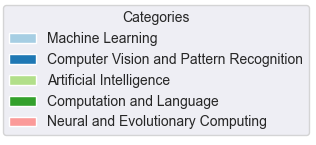 Categories
Machine Learning
Computer Vision and Pattern Recognition
Artificial Intelligence
Computation and Language
Neural and Evolutionary Computing